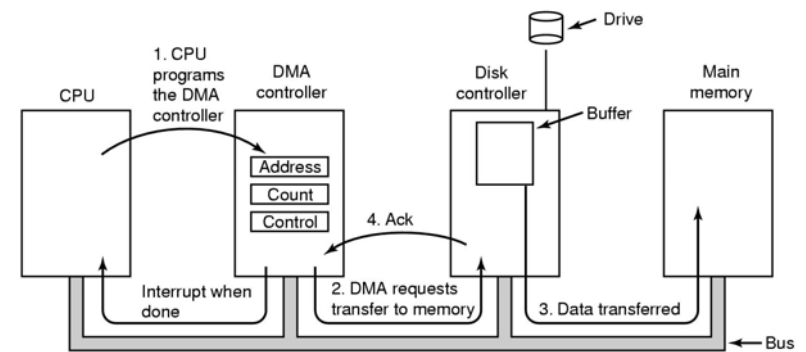 Drive
1. CPU
programs
the DMA
controller
CPU
DMA
controller
Disk
controller
Main
memory
Buffer
Address
Count
Control
4. Ack
Interrupt when
done
2. DMA requests
transfer to memory
3. Data transferred
Bus